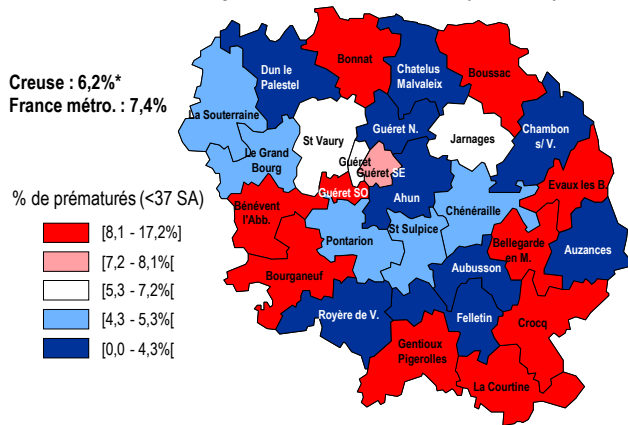 Creuse : 6,2%*
France métro. : 7,4%
% de prématurés (<37 SA)
[8,1 - 17,2%]
[7,2 - 8,1%[
[5,3 - 7,2%[
[4,3 - 5,3%[
[0,0 - 4,3%[
Bonnat
Dun le
Palestel
Chatelus
Malvaleix
Boussac
La Souterraine
St Vaury
Guéret N.
Jarnages
Chambon
s/ V.
Le Grand
Bourg
Guéret
Guéret SE
Guéret SO
Ahun
Evaux les B.
Bénévent
l'Abb.
Chénéraille
Pontarion
St Sulpice
Bellegarde
en M.
Auzances
Bourganeuf
Aubusson
Royère de V.
Felletin
Crocq
Gentioux
Pigerolles
La Courtine